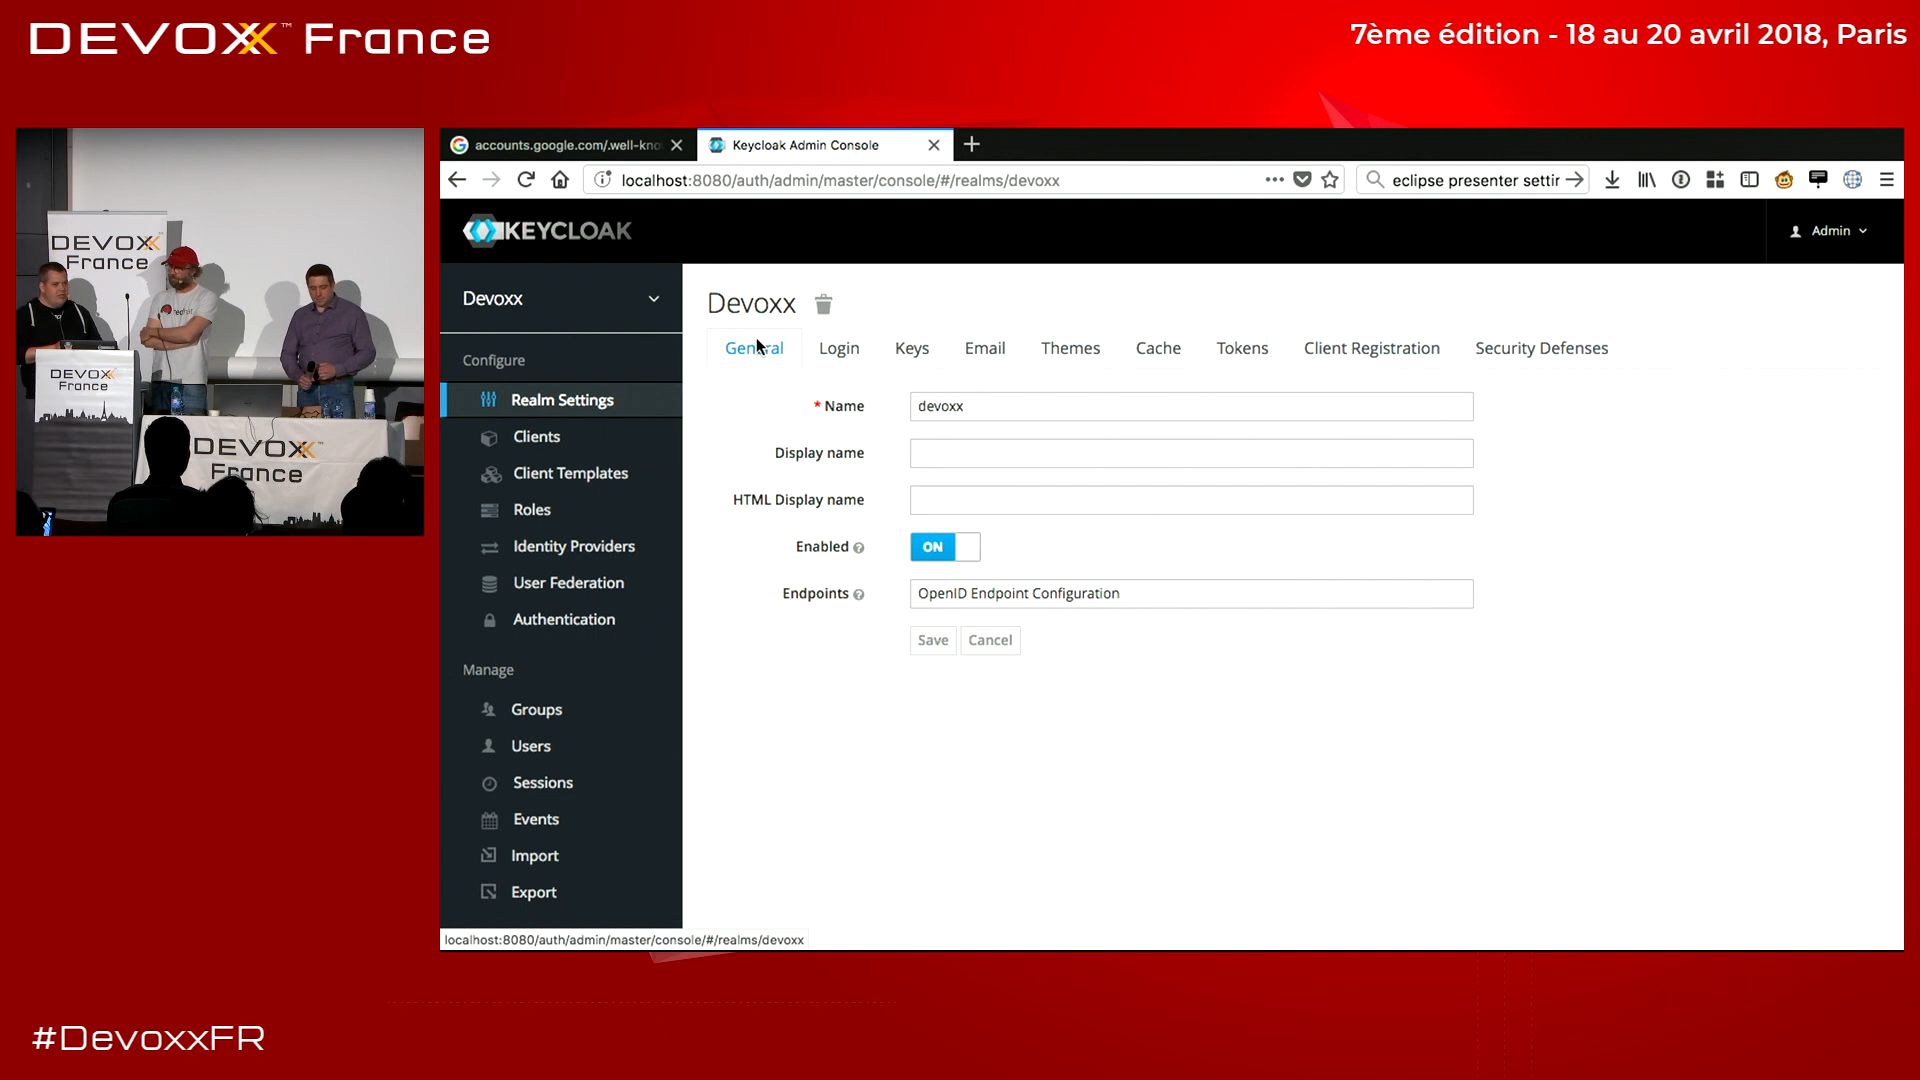 DEVOXX™ France
7ème édition - 18 au 20 avril 2018, Paris
DEVOXX
France
redhat
DEVOXX
France
DEVOXX™
France
accounts.google.com/.well-kno
Keycloak Admin Console
localhost:8080/auth/admin/master/console/#/realms/devoxx
eclipse presenter settir
KEYCLOAK
Admin
Devoxx
Configure
Realm Settings
Clients
Client Templates
Roles
Identity Providers
User Federation
Authentication
Manage
Groups
Users
Sessions
Events
Import
Export
Devoxx
General Login Keys Email Themes Cache Tokens Client Registration Security Defenses
* Name devoxx
Display name
HTML Display name
Enabled ON
Endpoints OpenID Endpoint Configuration
Save Cancel
localhost:8080/auth/admin/master/console/#/realms/devoxx
#DevoxxFR